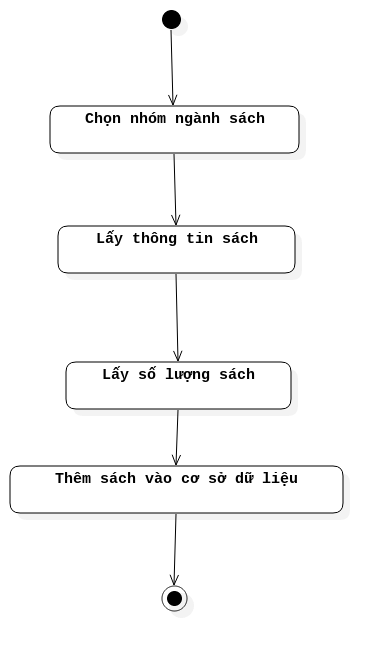 Chọn nhóm ngành sách
Lấy thông tin sách
Lấy số lượng sách
Thêm sách vào cơ sở dữ liệu